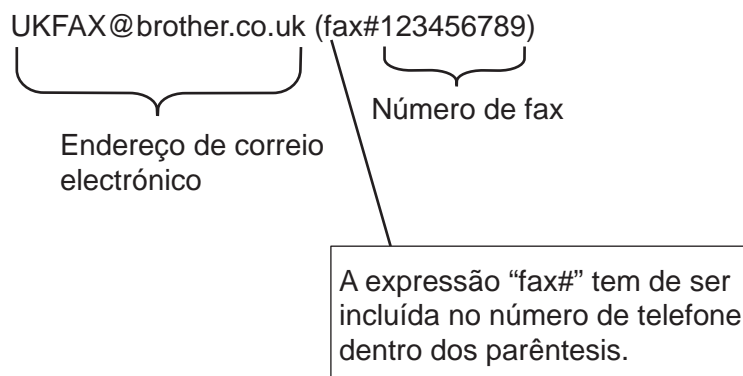 UKFAX@brother.co.uk (fax#123456789)
Número de fax
Endereço de correio
electrónico
A expressão “fax#” tem de ser
incluída no número de telefone
dentro dos parêntesis.